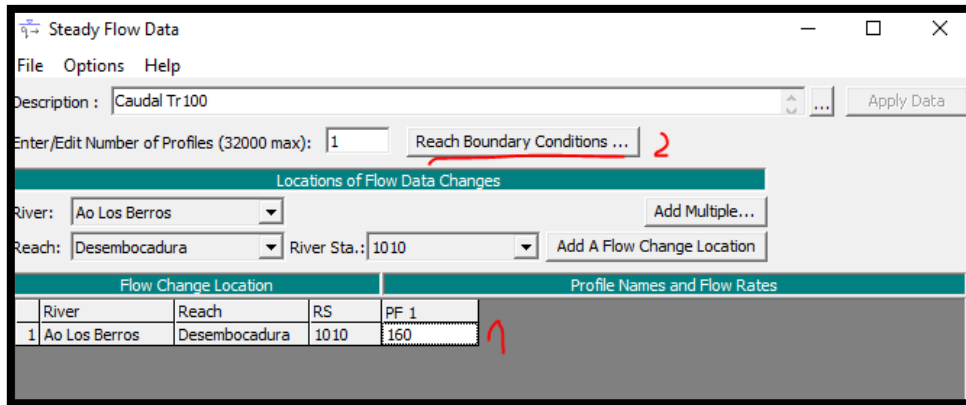 Steady Flow Data
File Options Help
Description : Caudal Tr100 ... Apply Data
Enter/Edit Number of Profiles (32000 max): 1 Reach Boundary Conditions ... 2
Locations of Flow Data Changes
River: Ao Los Berros Add Multiple...
Reach: Desembocadura River Sta.: 1010 Add A Flow Change Location
Flow Change Location Profile Names and Flow Rates
River Reach RS PF 1
1 Ao Los Berros Desembocadura 1010 160 1